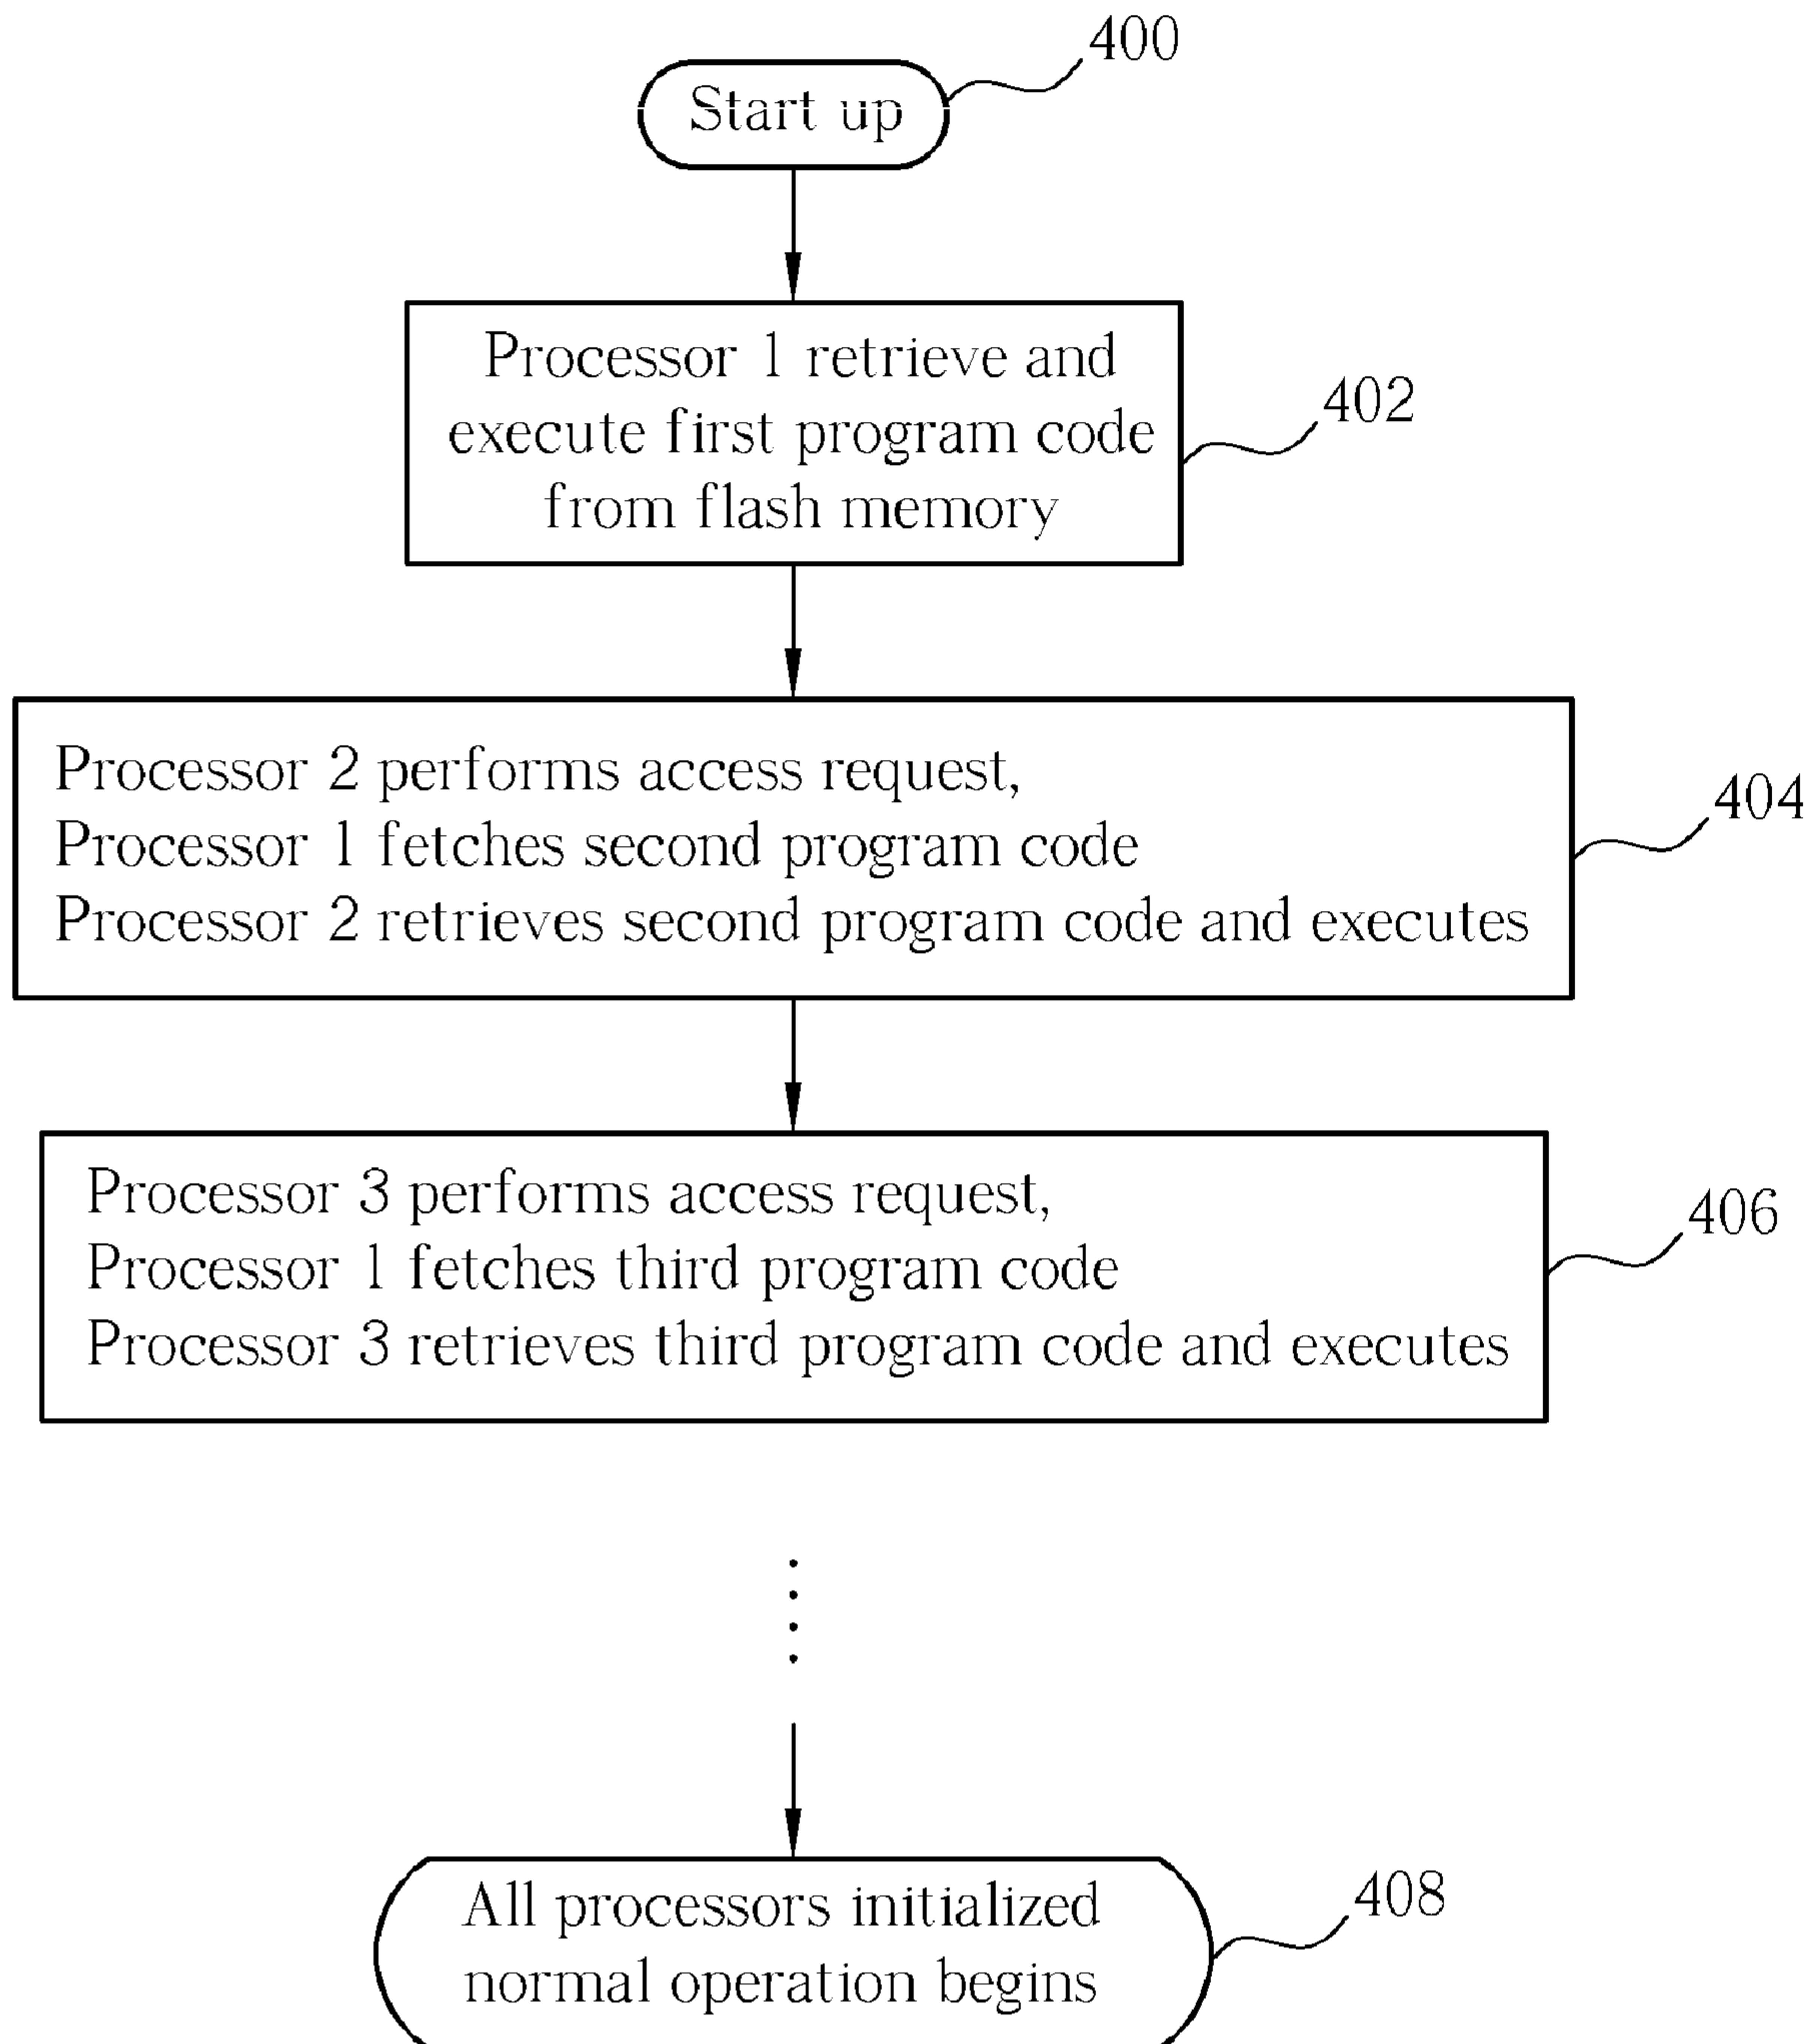 400
Start up
Processor 1 retrieve and
execute first program code
from flash memory
402
Processor 2 performs access request,
Processor 1 fetches second program code
Processor 2 retrieves second program code and executes
404
Processor 3 performs access request,
Processor 1 fetches third program code
Processor 3 retrieves third program code and executes
406
All processors initialized
normal operation begins
408